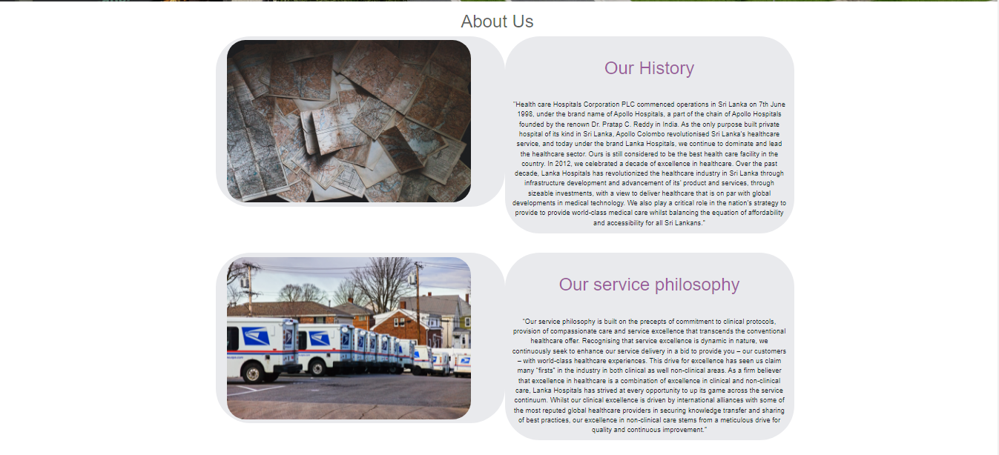 About Us
Our History
"Health care Hospitals Corporation PLC commenced operations in Sri Lanka on 7th June
1998, under the brand name of Apollo Hospitals, a part of the chain of Apollo Hospitals
founded by the renown Dr. Pratap C. Reddy in India. As the only purpose built private
hospital of its kind in Sri Lanka, Apollo Colombo revolutionised Sri Lanka's healthcare
service, and today under the brand Lanka Hospitals, we continue to dominate and lead
the healthcare sector. Ours is still considered to be the best health care facility in the
country. In 2012, we celebrated a decade of excellence in healthcare. Over the past
decade, Lanka Hospitals has revolutionized the healthcare industry in Sri Lanka through
infrastructure development and advancement of its' product and services, through
sizeable investments, with a view to deliver healthcare that is on par with global
developments in medical technology. We also play a critical role in the nation's strategy to
provide to provide world-class medical care whilst balancing the equation of affordability
and accessibility for all Sri Lankans."
Our service philosophy
"Our service philosophy is built on the precepts of commitment to clinical protocols,
provision of compassionate care and service excellence that transcends the conventional
healthcare offer. Recognising that service excellence is dynamic in nature, we
continuously seek to enhance our service delivery in a bid to provide you – our customers
– with world-class healthcare experiences. This drive for excellence has seen us claim
many "firsts" in the industry in both clinical as well non-clinical areas. As a firm believer
that excellence in healthcare is a combination of excellence in clinical and non-clinical
care, Lanka Hospitals has strived at every opportunity to up its game across the service
continuum. Whilst our clinical excellence is driven by international alliances with some of
the most reputed global healthcare providers in securing knowledge transfer and sharing
of best practices, our excellence in non-clinical care stems from a meticulous drive for
quality and continuous improvement."